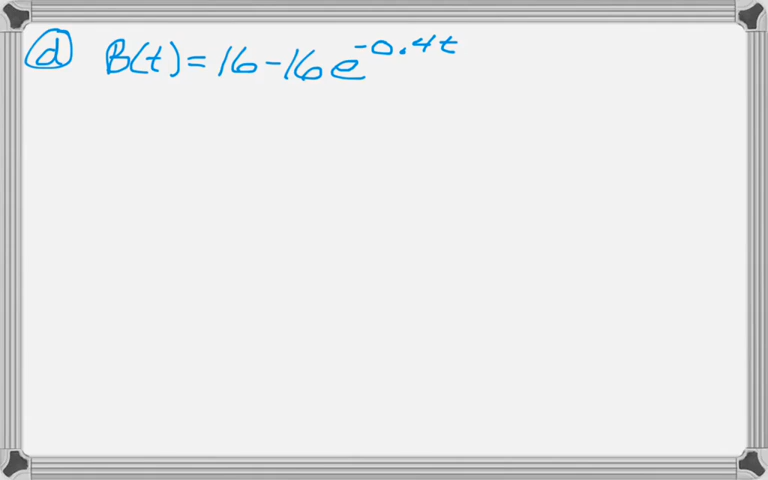 ⓓ B(t) = 16 - 16e^{-0.4t}